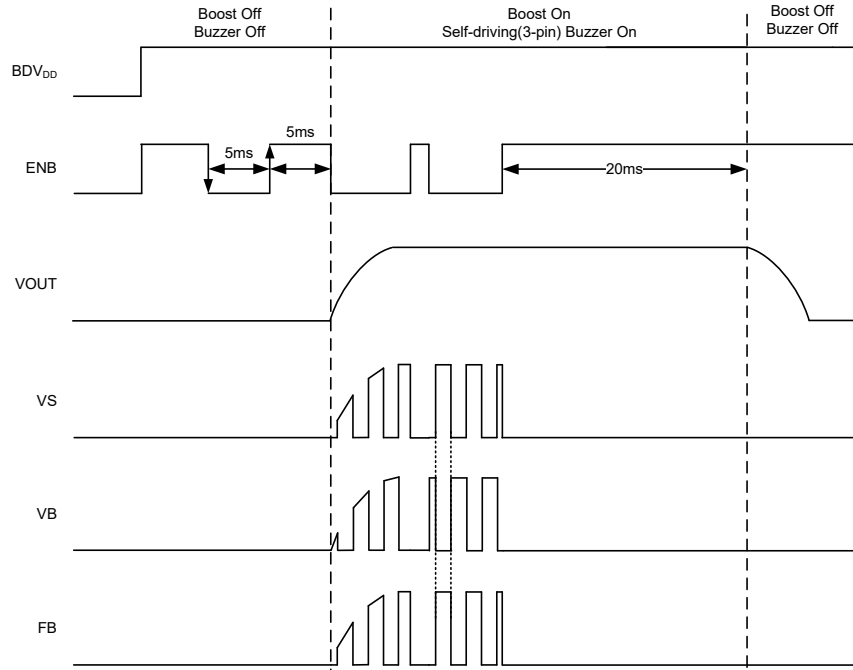 Boost Off
Buzzer Off
Boost On
Self-driving(3-pin) Buzzer On
Boost Off
Buzzer Off
BDVDD
ENB
5ms
5ms
20ms
VOUT
VS
VB
FB